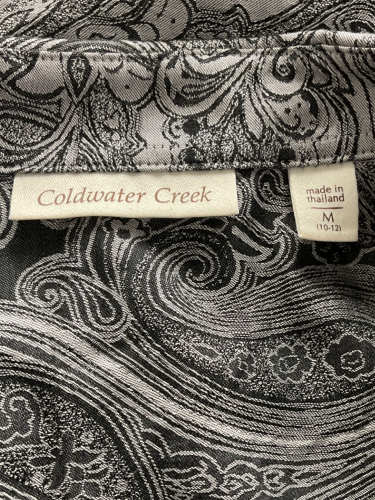 Coldwater Creek
made in
thailand
M
(10-12)